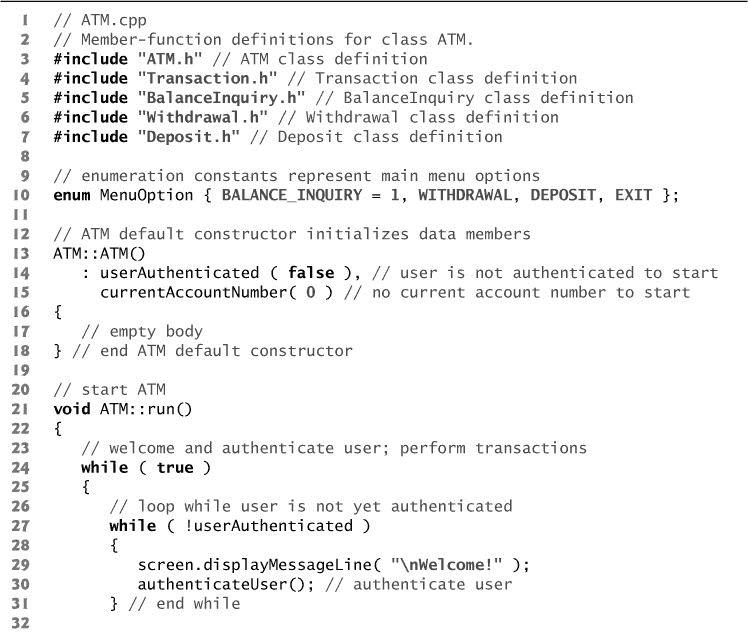 1 // ATM.cpp
2 // Member-function definitions for class ATM.
3 #include "ATM.h" // ATM class definition
4 #include "Transaction.h" // Transaction class definition
5 #include "BalanceInquiry.h" // BalanceInquiry class definition
6 #include "Withdrawal.h" // Withdrawal class definition
7 #include "Deposit.h" // Deposit class definition
8
9 // enumeration constants represent main menu options
10 enum MenuOption { BALANCE_INQUIRY = 1, WITHDRAWAL, DEPOSIT, EXIT };
11
12 // ATM default constructor initializes data members
13 ATM::ATM()
14 : userAuthenticated ( false ), // user is not authenticated to start
15 currentAccountNumber( 0 ) // no current account number to start
16 {
17 // empty body
18 } // end ATM default constructor
19
20 // start ATM
21 void ATM::run()
22 {
23 // welcome and authenticate user; perform transactions
24 while ( true )
25 {
26 // loop while user is not yet authenticated
27 while ( !userAuthenticated )
28 {
29 screen.displayMessageLine( "\nWelcome!" );
30 authenticateUser(); // authenticate user
31 } // end while
32